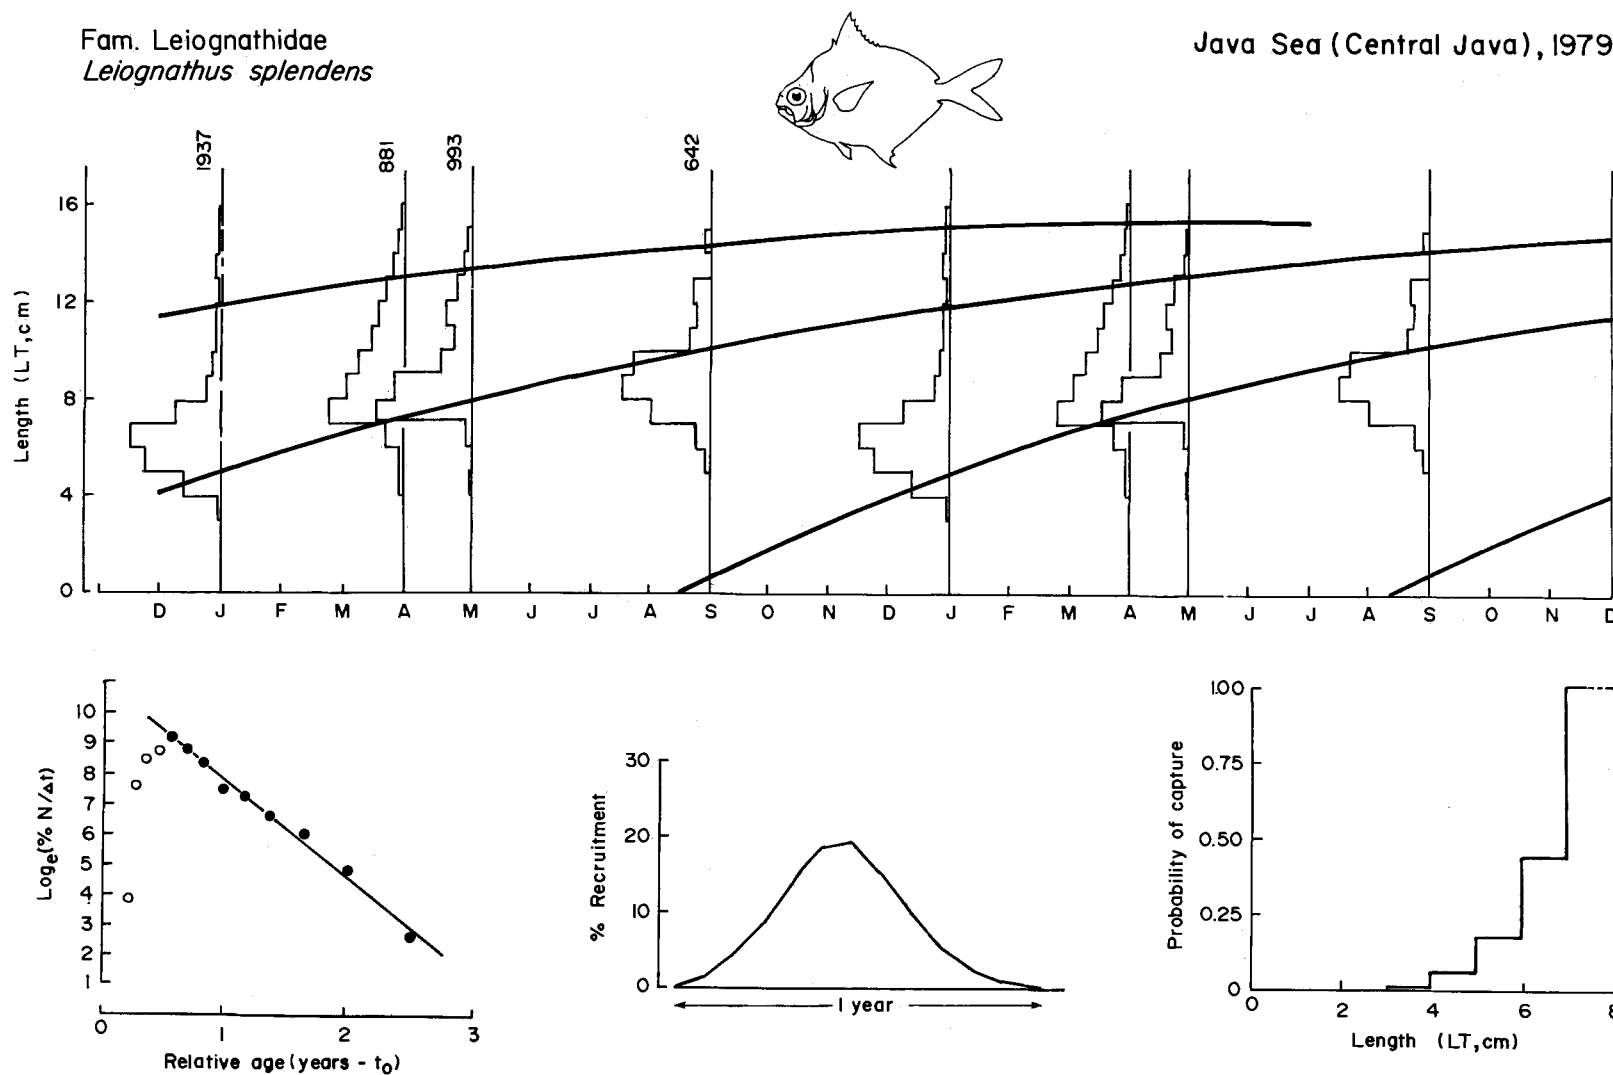 Fam. Leiognathidae
Leiognathus splendens
Java Sea (Central Java), 1979
1937
881
993
642
Length (LT, cm)
16
12
8
4
0
D J F M A M J J A S O N D J F M A M J J A S O N D
Log e (% N/Δt)
10
9
8
7
6
5
4
3
2
1
0 1 2 3
Relative age (years - t0)
% Recruitment
30
20
10
0
1 year
Probability of capture
1.00
0.75
0.50
0.25
0
0 2 4 6 8
Length (LT, cm)